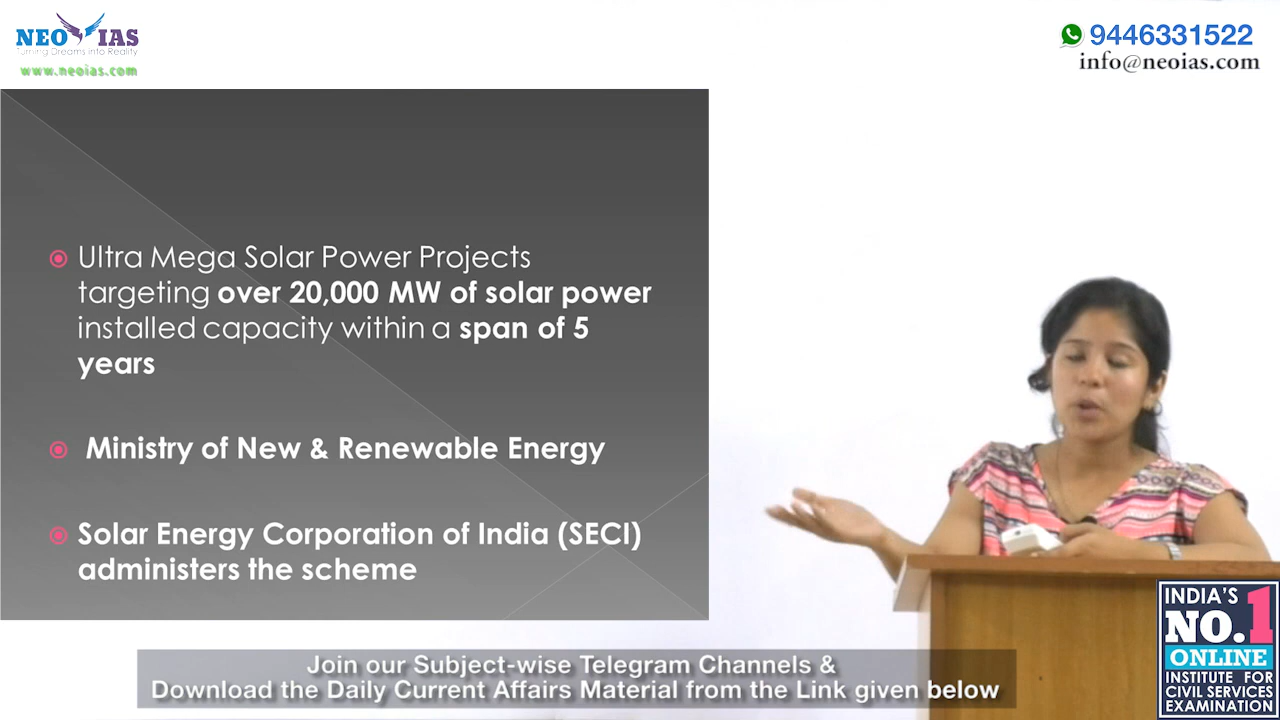 NEO IAS
Turning Dreams into Reality
www.neoias.com
9446331522
info@neoias.com
Ultra Mega Solar Power Projects
targeting over 20,000 MW of solar power
installed capacity within a span of 5
years
Ministry of New & Renewable Energy
Solar Energy Corporation of India (SECI)
administers the scheme
INDIA'S
NO.1
ONLINE
INSTITUTE FOR
CIVIL SERVICES
EXAMINATION
Join our Subject-wise Telegram Channels &
Download the Daily Current Affairs Material from the Link given below